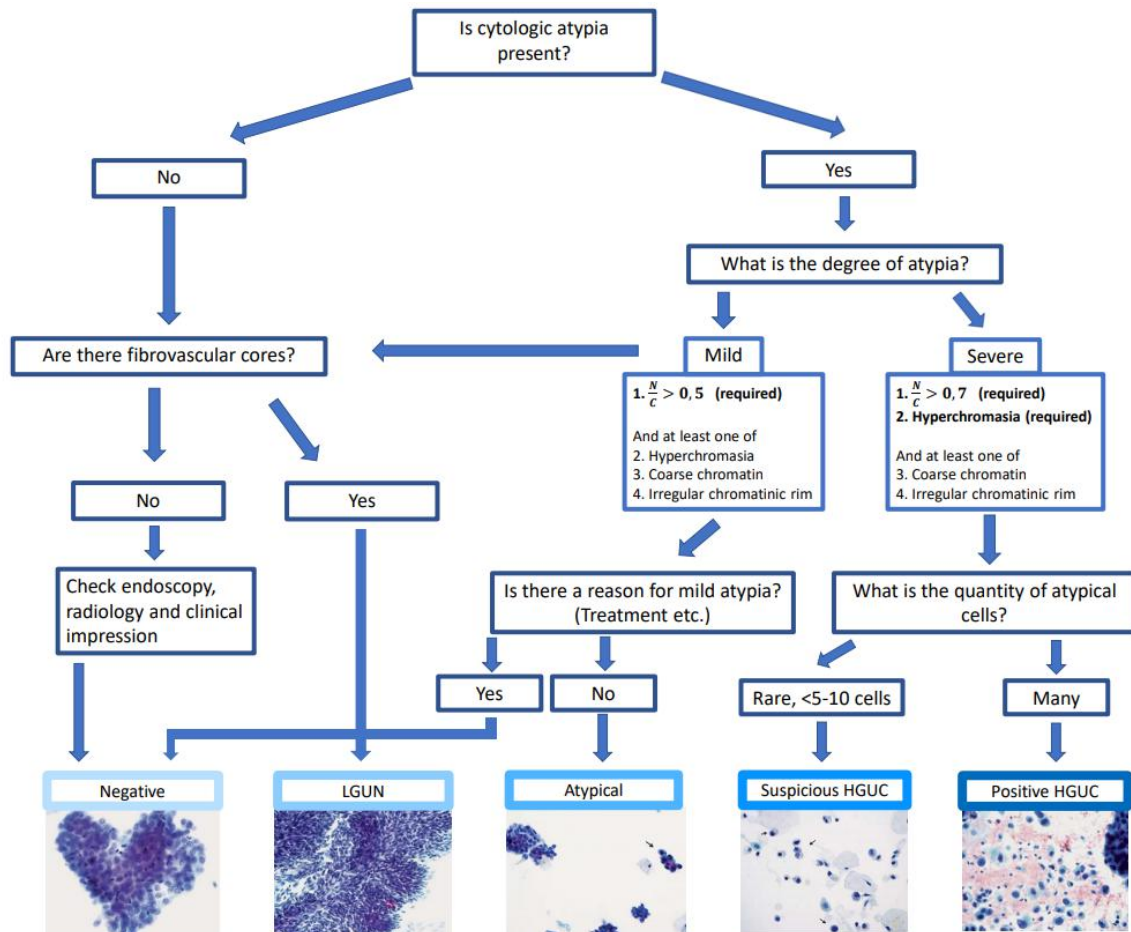 Is cytologic atypia
present?
No
Yes
What is the degree of atypia?
Are there fibrovascular cores?
Mild
Severe
1. N/C > 0,5 (required)
And at least one of
2. Hyperchromasia
3. Coarse chromatin
4. Irregular chromatinic rim
1. N/C > 0,7 (required)
2. Hyperchromasia (required)
And at least one of
3. Coarse chromatin
4. Irregular chromatinic rim
No
Yes
Check endoscopy,
radiology and clinical
impression
Is there a reason for mild atypia?
(Treatment etc.)
What is the quantity of atypical
cells?
Yes
No
Rare, <5-10 cells
Many
Negative
LGUN
Atypical
Suspicious HGUC
Positive HGUC